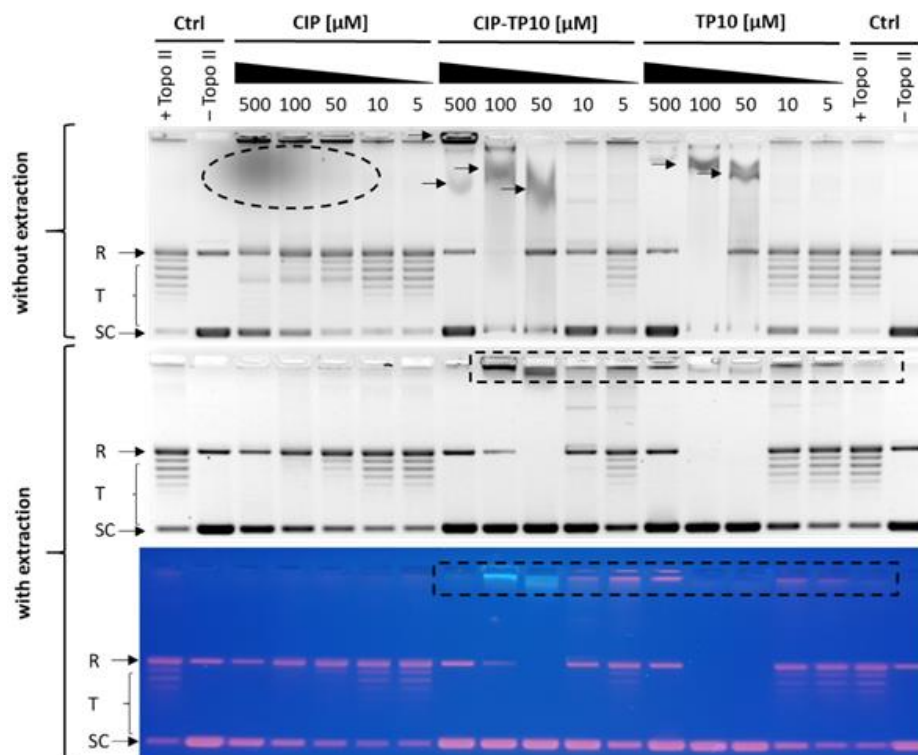 Ctrl CIP [µM] CIP-TP10 [µM] TP10 [µM] Ctrl
+ Topo II – Topo II 500 100 50 10 5 500 100 50 10 5 500 100 50 10 5 + Topo II – Topo II
without extraction
R
T
SC
with extraction
R
T
SC
R
T
SC